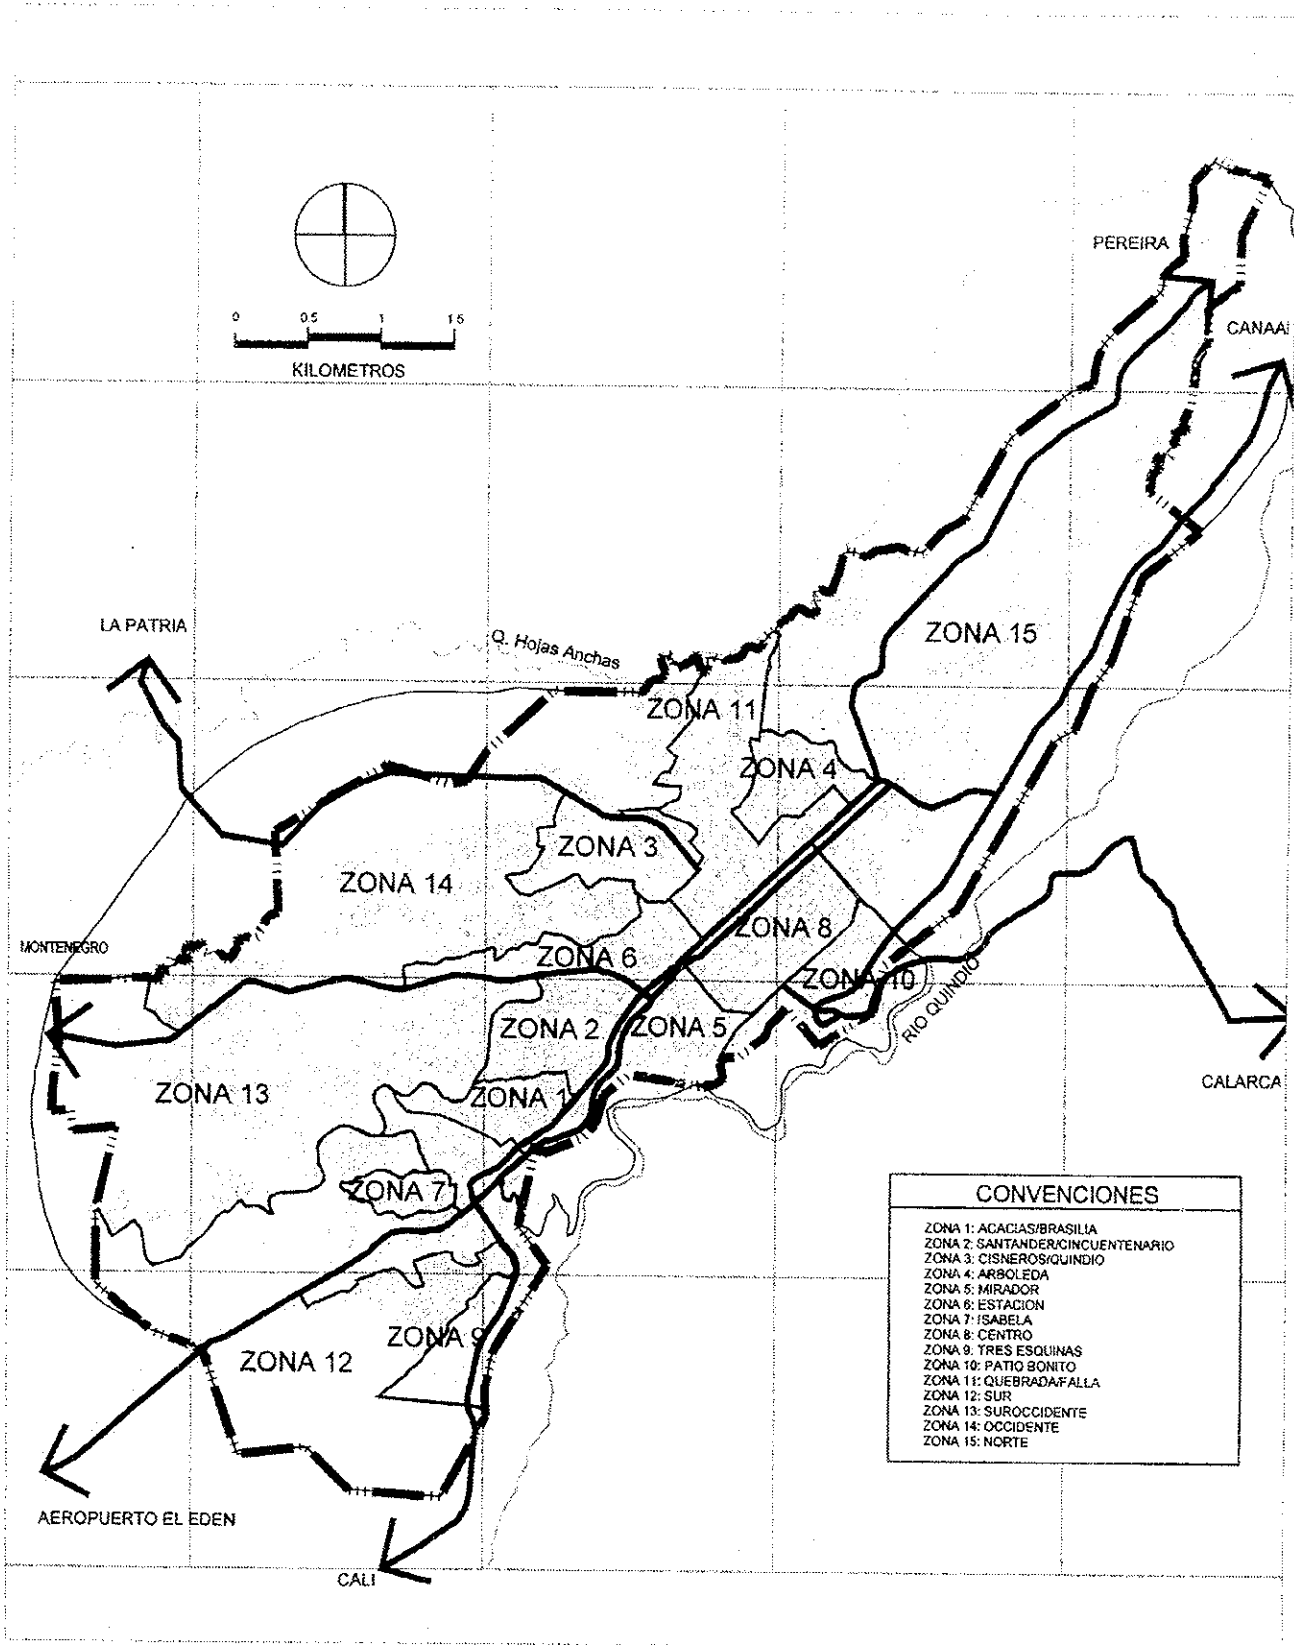 PEREIRA
0 0.5 1 1.5
KILOMETROS
LA PATRIA
Q. Hojas Anchas
ZONA 15
ZONA 11
ZONA 4
ZONA 3
ZONA 14
MONTENEGRO
ZONA 8
ZONA 6
ZONA 10
RIO QUINDIO
ZONA 2
ZONA 5
ZONA 13
ZONA 1
CALARCA
ZONA 7
ZONA 9
ZONA 12
AEROPUERTO EL EDEN
CALI
CONVENCIONES
ZONA 1: ACACIAS/BRASILIA
ZONA 2: SANTANDER/CINCUENTENARIO
ZONA 3: CISNEROS/QUINDIO
ZONA 4: ARBOLEDA
ZONA 5: MIRADOR
ZONA 6: ESTACION
ZONA 7: ISABELA
ZONA 8: CENTRO
ZONA 9: TRES ESQUINAS
ZONA 10: PATIO BONITO
ZONA 11: QUEBRADA/FALLA
ZONA 12: SUR
ZONA 13: SUROCCIDENTE
ZONA 14: OCCIDENTE
ZONA 15: NORTE